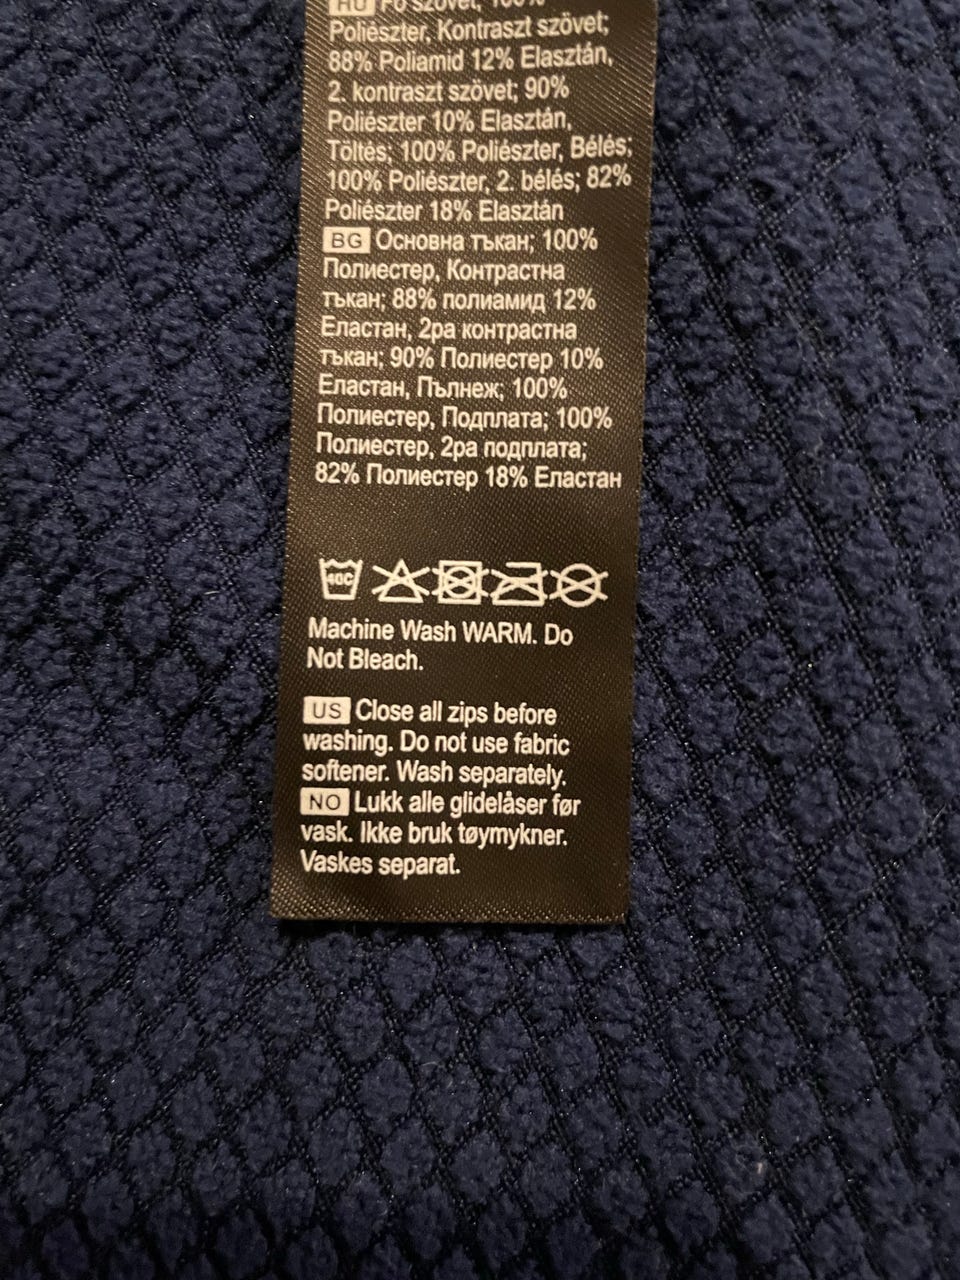 HU Fő szövet; 100%
Poliészter, Kontraszt szövet;
88% Poliamid 12% Elasztán,
2. kontraszt szövet; 90%
Poliészter 10% Elasztán,
Töltés; 100% Poliészter, Bélés;
100% Poliészter, 2. bélés; 82%
Poliészter 18% Elasztán
BG Основна тъкан; 100%
Полиестер, Контрастна
тъкан; 88% полиамид 12%
Еластан, 2ра контрастна
тъкан; 90% Полиестер 10%
Еластан, Пълнеж; 100%
Полиестер, Подплата; 100%
Полиестер, 2ра подплата;
82% Полиестер 18% Еластан
40C
Machine Wash WARM. Do
Not Bleach.
US Close all zips before
washing. Do not use fabric
softener. Wash separately.
NO Lukk alle glidelåser før
vask. Ikke bruk tøymykner.
Vaskes separat.